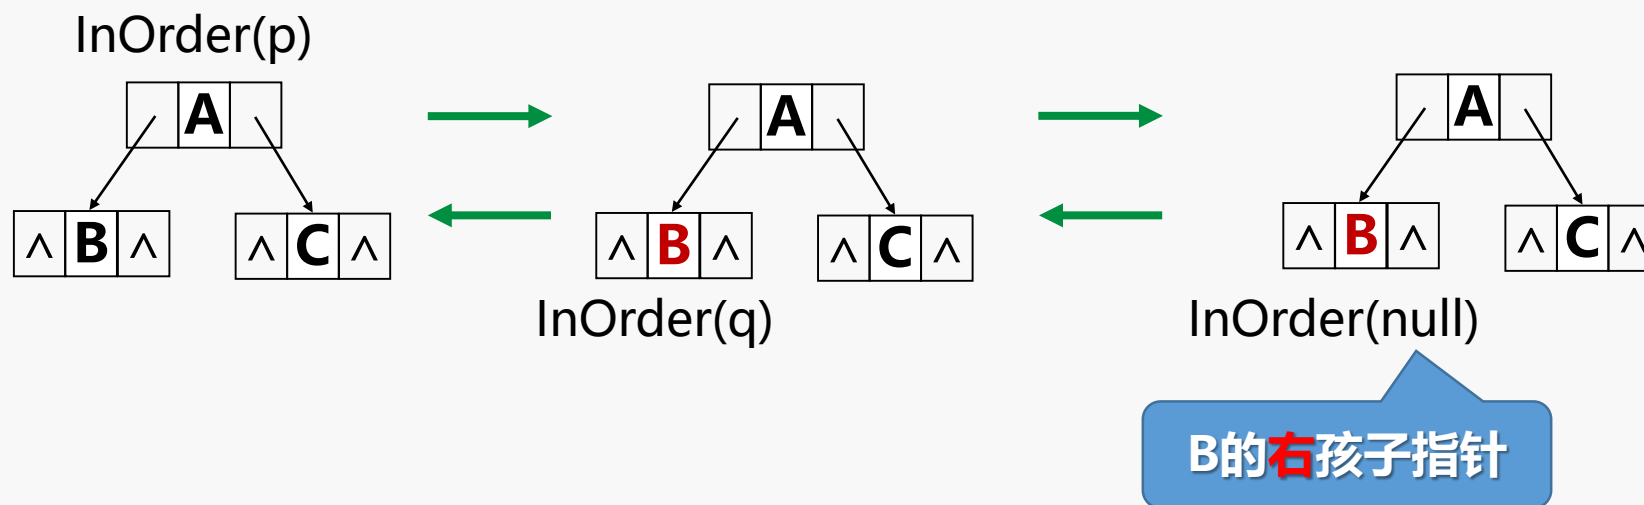 InOrder(p)
A
A
A
∧ B ∧
∧ C ∧
∧ B ∧
∧ C ∧
∧ B ∧
∧ C ∧
InOrder(q)
InOrder(null)
B的右孩子指针